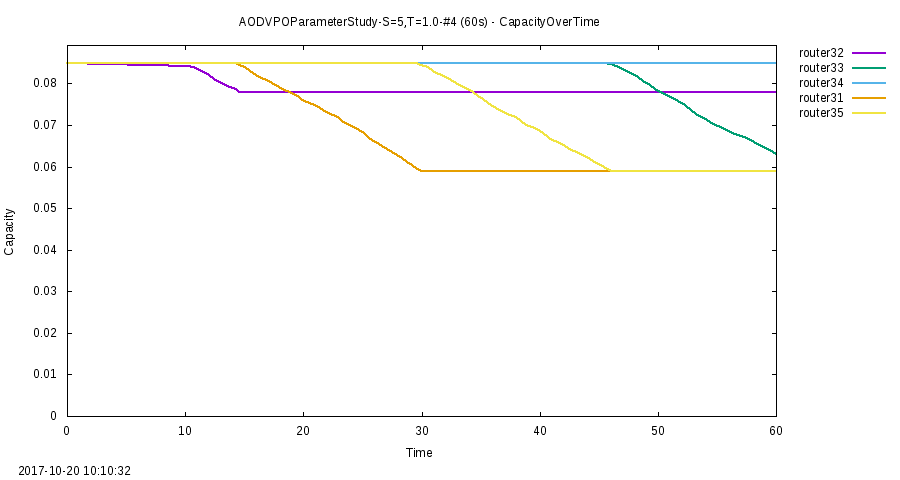 AODVPOParameterStudy-S=5,T=1.0-#4 (60s) - CapacityOverTime
router32
router33
router34
router31
router35
0.08
0.07
0.06
0.05
0.04
0.03
0.02
0.01
0
Capacity
0 10 20 30 40 50 60
Time
2017-10-20 10:10:32